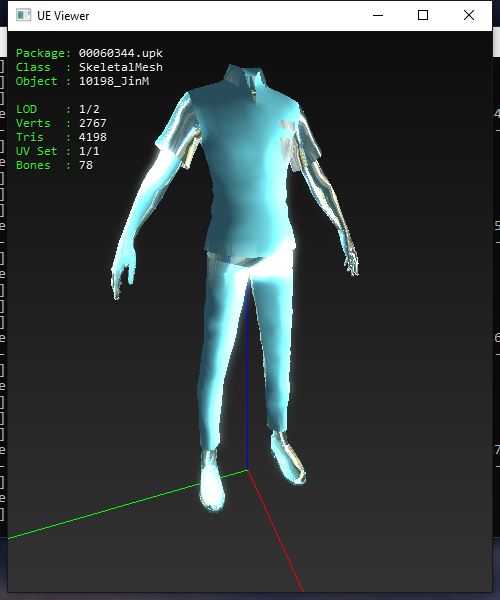 UE Viewer
Package: 00060344.upk
Class : SkeletalMesh
Object : 10198_JinM
LOD : 1/2
Verts : 2767
Tris : 4198
UV Set : 1/1
Bones : 78